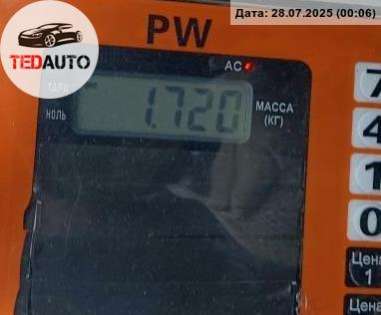 Дата: 28.07.2025 (00:06)
PW
TEDAUTO
AC
ТАРА
НОЛЬ
1.720
МАССА
(КГ)
7
4
1
0
Цена
1
Цена